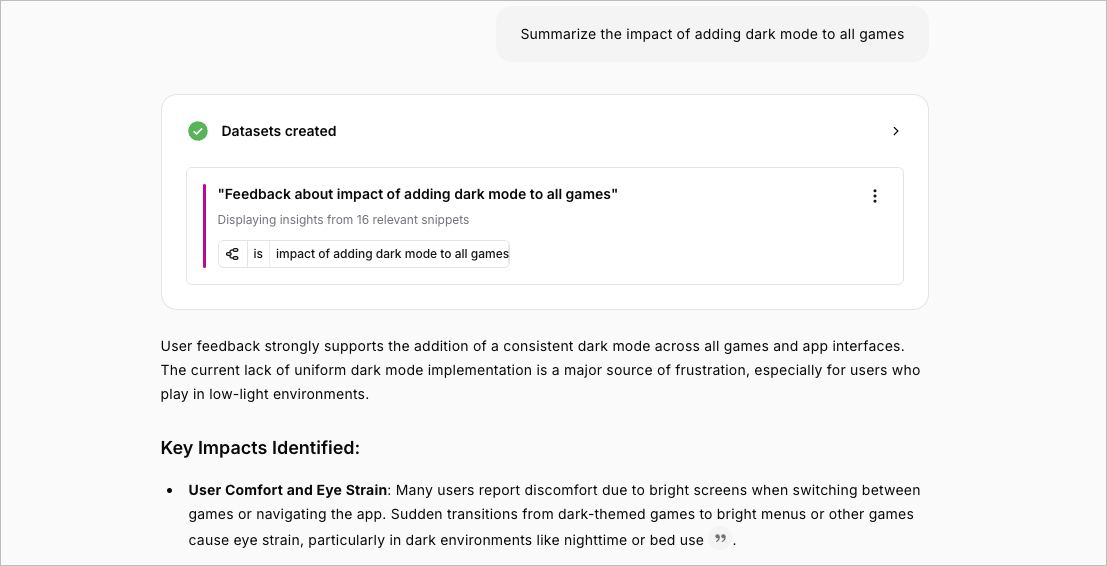 Summarize the impact of adding dark mode to all games
Datasets created
"Feedback about impact of adding dark mode to all games"
Displaying insights from 16 relevant snippets
is impact of adding dark mode to all games
User feedback strongly supports the addition of a consistent dark mode across all games and app interfaces.
The current lack of uniform dark mode implementation is a major source of frustration, especially for users who
play in low-light environments.
Key Impacts Identified:
• User Comfort and Eye Strain: Many users report discomfort due to bright screens when switching between
games or navigating the app. Sudden transitions from dark-themed games to bright menus or other games
cause eye strain, particularly in dark environments like nighttime or bed use ” .